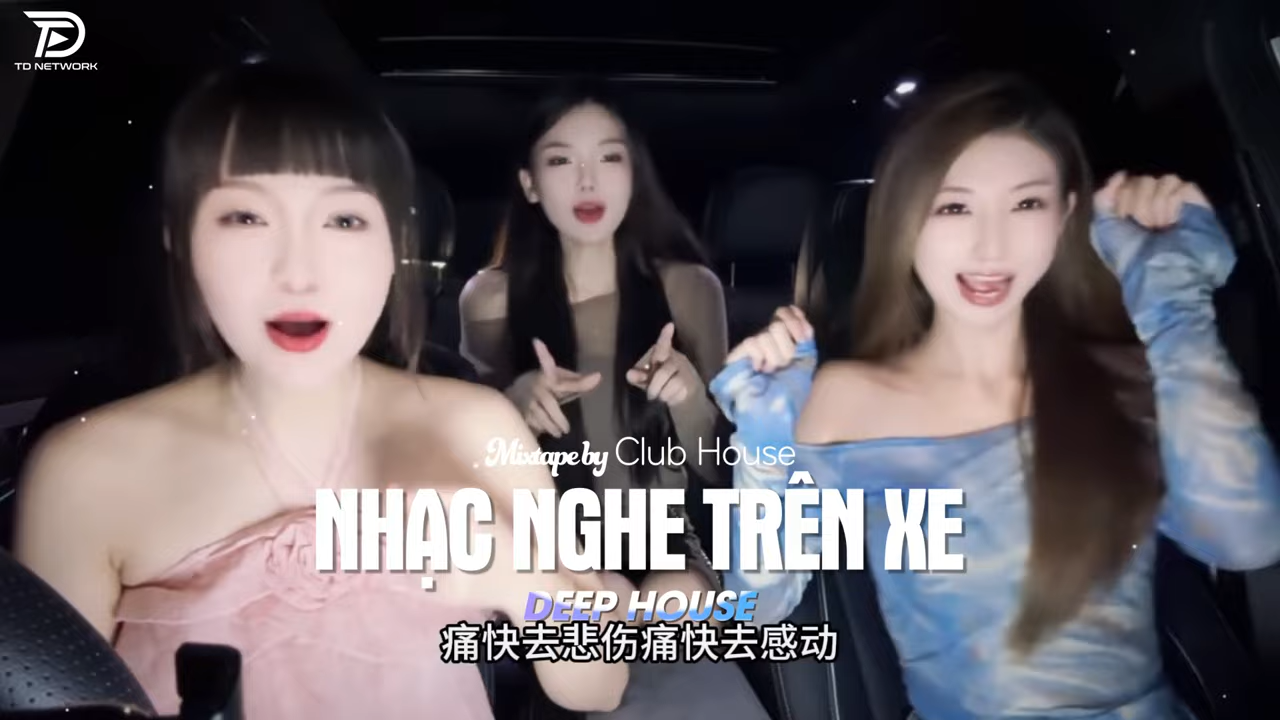 TD NETWORK
Mixtape by Club House
NHẠC NGHE TRÊN XE
DEEP HOUSE
痛快去悲伤痛快去感动